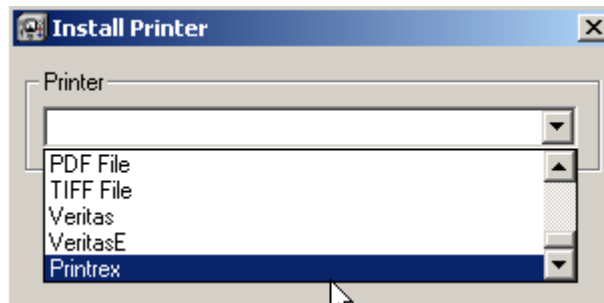 Install Printer
Printer
PDF File
TIFF File
Veritas
VeritasE
Printrex